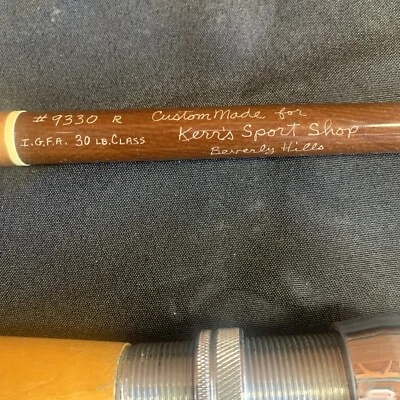 #9330 R Custom Made for
I.G.F.A. 30 LB. CLASS Kerr's Sport Shop
Beverly Hills